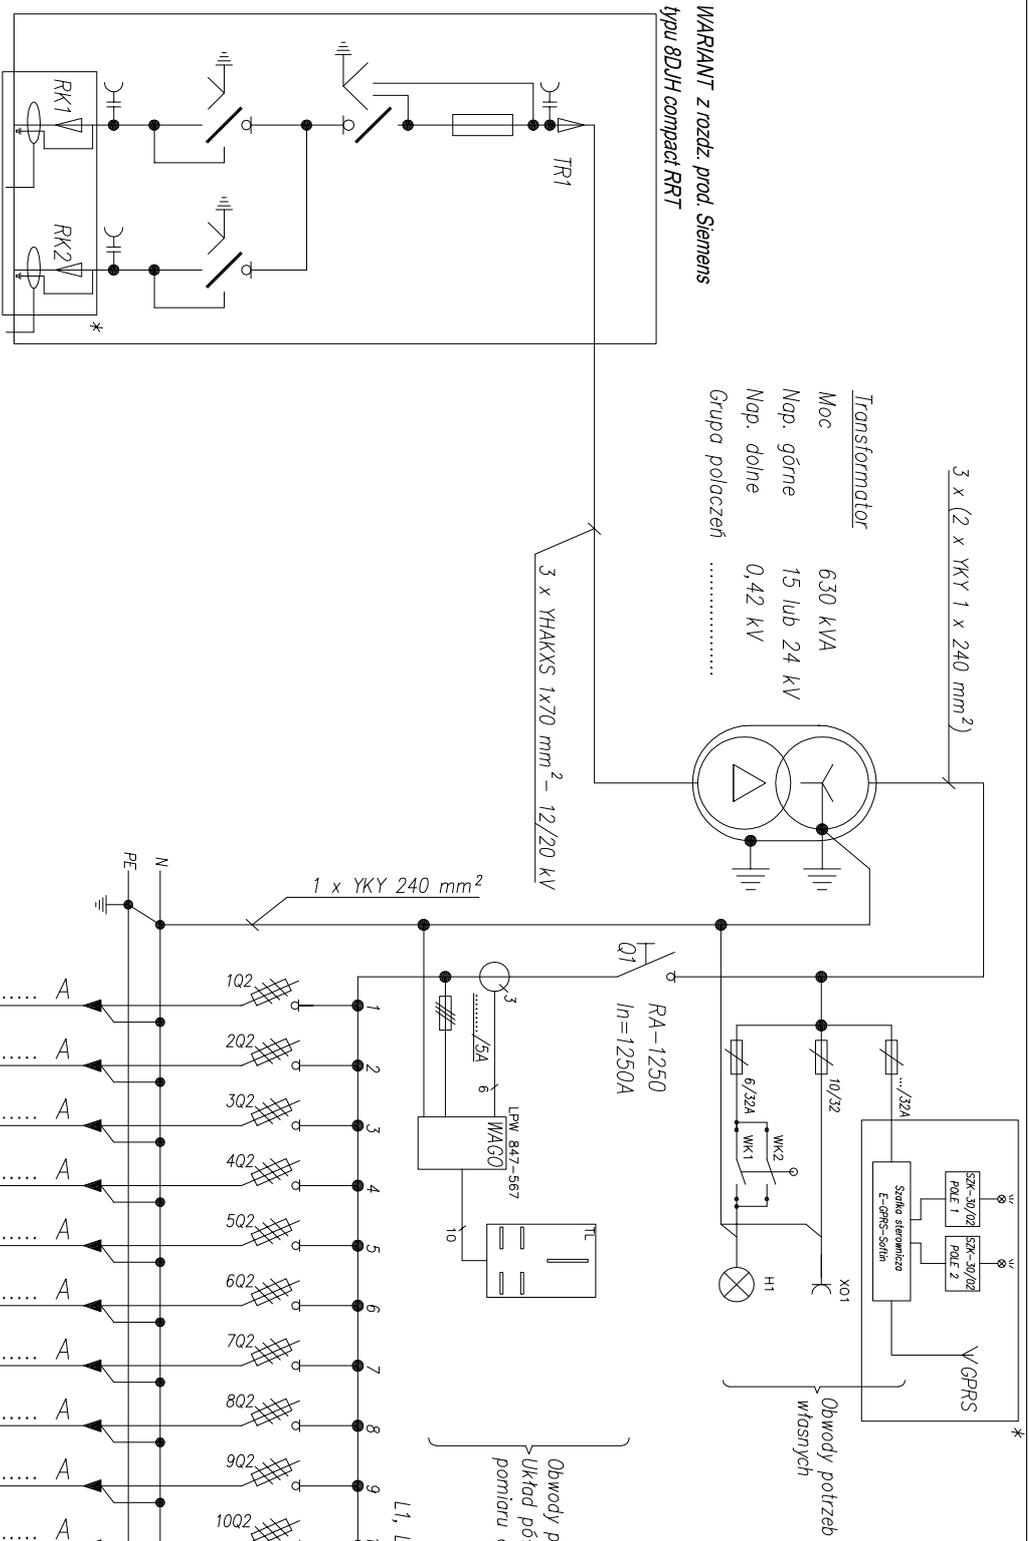 WARIANT z rozdz. prod. Siemens
typu 8DJH compact RRT
RK1
RK2
TR1
*
Transformator
Moc 630 kVA
Nap. górne 15 lub 24 kV
Nap. dolne 0,42 kV
Grupa polaczeń ................
3 x (2 x YKY 1 x 240 mm²)
3 x YHAKXS 1x70 mm² – 12/20 kV
1 x YKY 240 mm²
PE
N
Q1
RA-1250
In=1250A
3
......../5A
6
LPW 847-567
WAGO
10
TL
6/32A
10/32
.../32A
WK1
WK2
H1
X01
Szafka sterownicza
E-GPRS-Softin
SZK-30/02
POLE 1
SZK-30/02
POLE 2
GPRS
*
Obwody potrzeb
własnych
Obwody p
Układ pó
pomiaru
L1, L
1Q2
2Q2
3Q2
4Q2
5Q2
6Q2
7Q2
8Q2
9Q2
10Q2
1
2
3
4
5
6
7
8
9
..... A
..... A
..... A
..... A
..... A
..... A
..... A
..... A
..... A
..... A